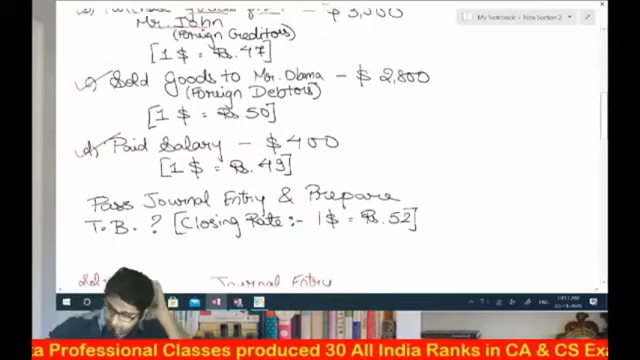 Mr. John
(Foreign Creditors)
[1 $ = Rs. 47]
c) Sold Goods to Mr. Obama - $ 2,800
(Foreign Debtors)
[1 $ = Rs 50]
d) Paid Salary - $ 400
[1 $ = Rs. 49]
Pass Journal Entry & Prepare
T.B. ? [Closing Rate :- 1 $ = Rs. 52]
Journal Entry
My Notebook > New Section 2
ta Professional Classes produced 30 All India Ranks in CA & CS Exa